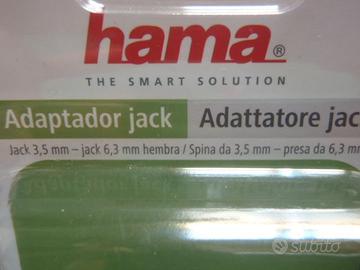 hama®
THE SMART SOLUTION
Adaptador jack Adattatore jac
Jack 3,5 mm – jack 6,3 mm hembra / Spina da 3,5 mm – presa da 6,3 m
subito